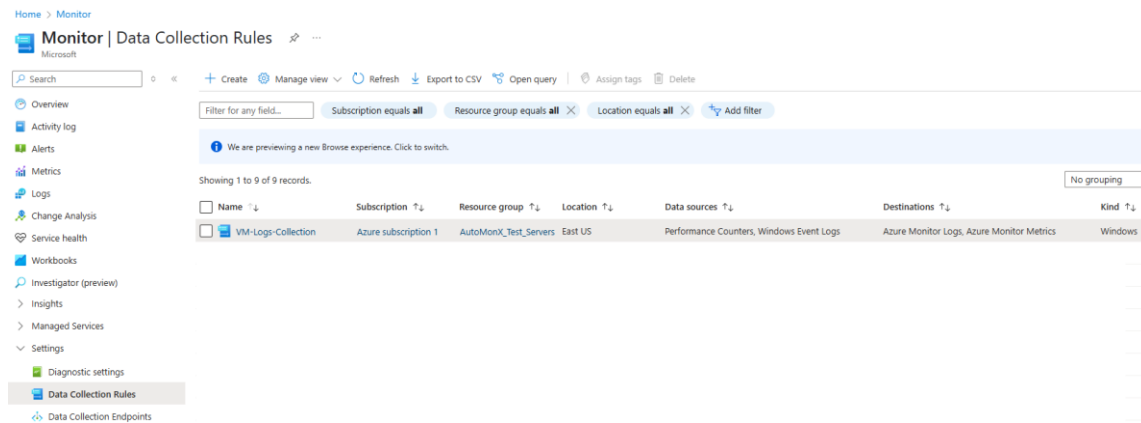 Home > Monitor
Monitor | Data Collection Rules
Microsoft
Search
Create Manage view Refresh Export to CSV Open query Assign tags Delete
Overview
Activity log
Alerts
Metrics
Logs
Change Analysis
Service health
Workbooks
Investigator (preview)
Insights
Managed Services
Settings
Diagnostic settings
Data Collection Rules
Data Collection Endpoints
Filter for any field... Subscription equals all Resource group equals all Location equals all Add filter
We are previewing a new Browse experience. Click to switch.
Showing 1 to 9 of 9 records.
No grouping
Name Subscription Resource group Location Data sources Destinations Kind
VM-Logs-Collection Azure subscription 1 AutoMonX_Test_Servers East US Performance Counters, Windows Event Logs Azure Monitor Logs, Azure Monitor Metrics Windows